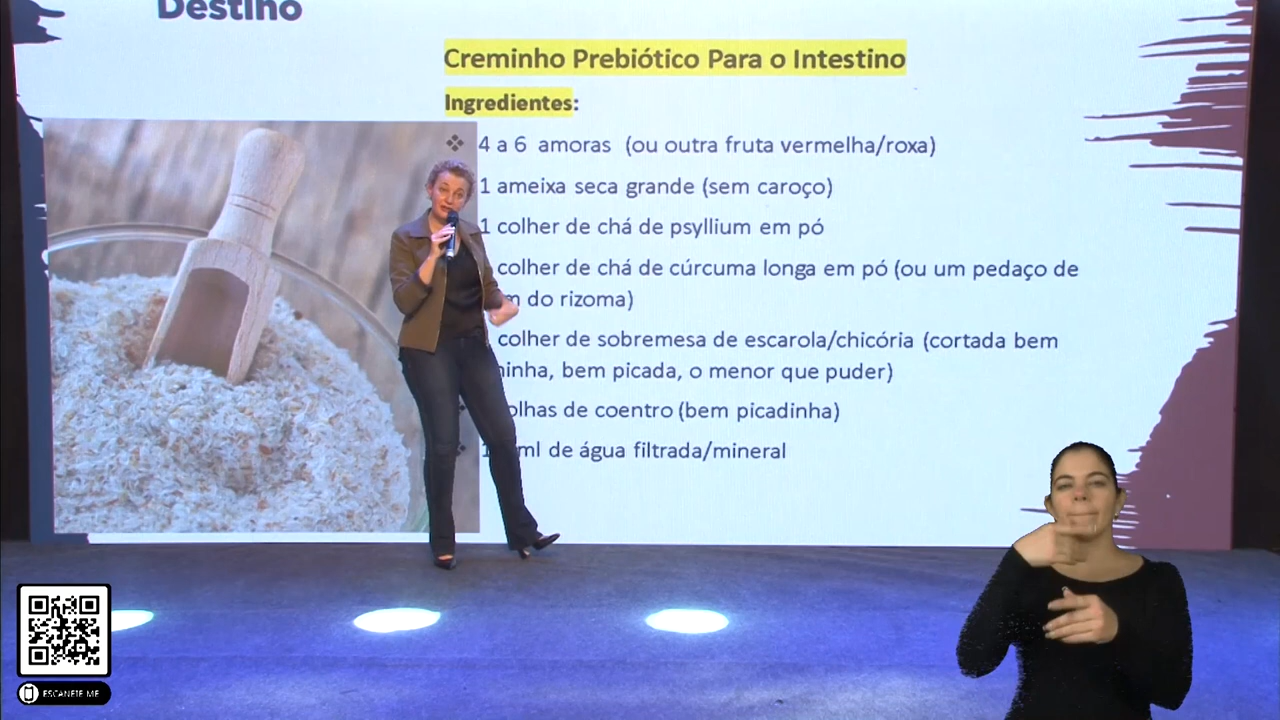 Destino
Creminho Prebiótico Para o Intestino
Ingredientes:
4 a 6 amoras (ou outra fruta vermelha/roxa)
1 ameixa seca grande (sem caroço)
1 colher de chá de psyllium em pó
colher de chá de cúrcuma longa em pó (ou um pedaço de
do rizoma)
colher de sobremesa de escarola/chicória (cortada bem
bem picada, o menor que puder)
de coentro (bem picadinha)
ml de água filtrada/mineral
ESCANEIE ME